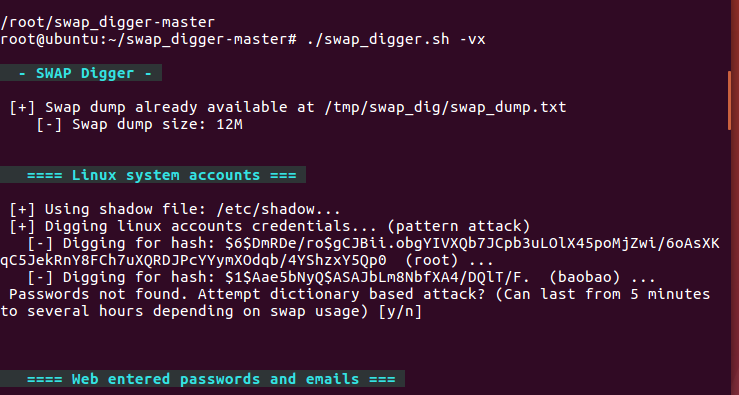 /root/swap_digger-master
root@ubuntu:~/swap_digger-master# ./swap_digger.sh -vx
- SWAP Digger -
[+] Swap dump already available at /tmp/swap_dig/swap_dump.txt
[-] Swap dump size: 12M
==== Linux system accounts ===
[+] Using shadow file: /etc/shadow...
[+] Digging linux accounts credentials... (pattern attack)
[-] Digging for hash: $6$DmRDe/ro$gCJBii.obgYIVXQb7JCpb3uLOlX45poMjZwi/6oAsXK
qC5JekRnY8FCh7uXQRDJPcYYymXOdqb/4YShzxY5Qp0  (root) ...
[-] Digging for hash: $1$Aae5bNyQ$ASAJbLm8NbfXA4/DQlT/F.  (baobao) ...
Passwords not found. Attempt dictionary based attack? (Can last from 5 minutes
to several hours depending on swap usage) [y/n]
==== Web entered passwords and emails ===